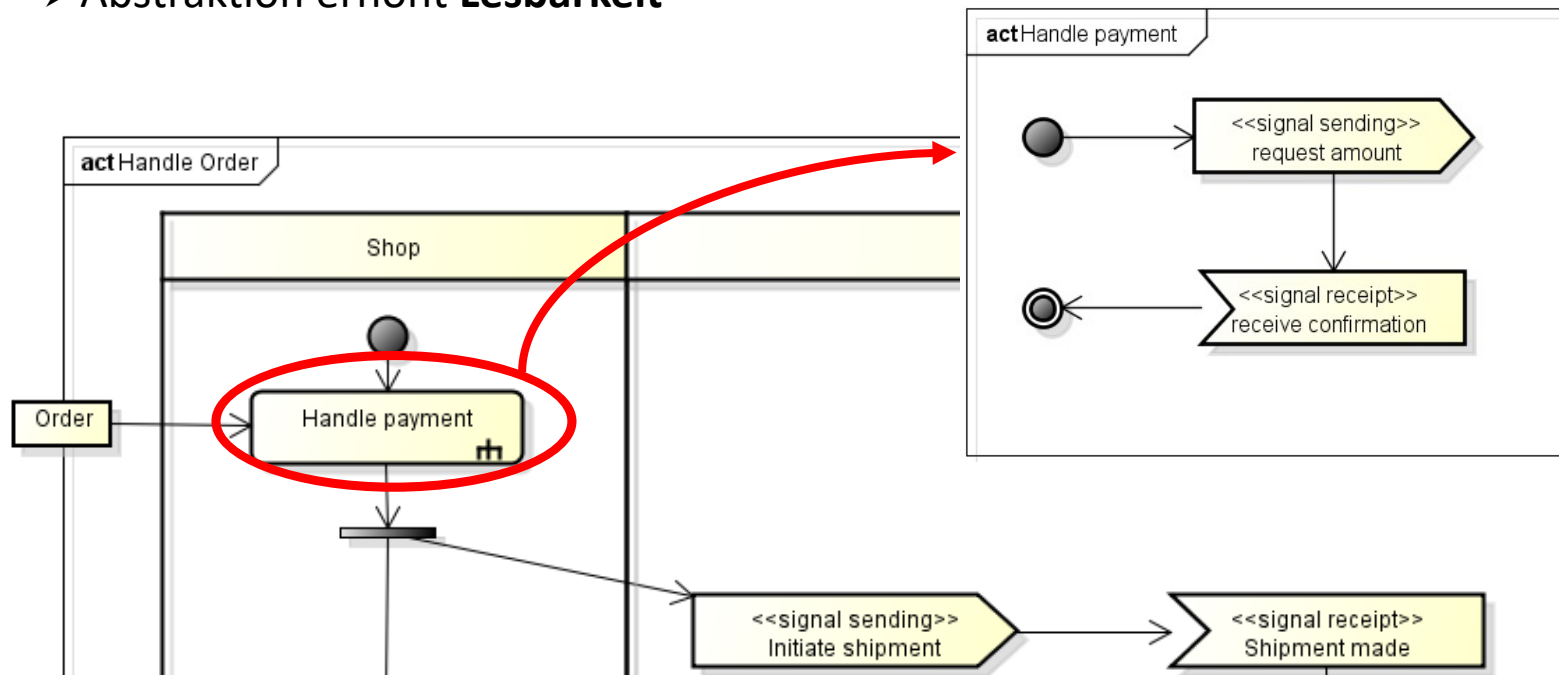 ➤ Abstraktion erhöht Lesbarkeit
act Handle payment
<<signal sending>>
request amount
<<signal receipt>>
receive confirmation
act Handle Order
Shop
Order
Handle payment
<<signal sending>>
Initiate shipment
<<signal receipt>>
Shipment made